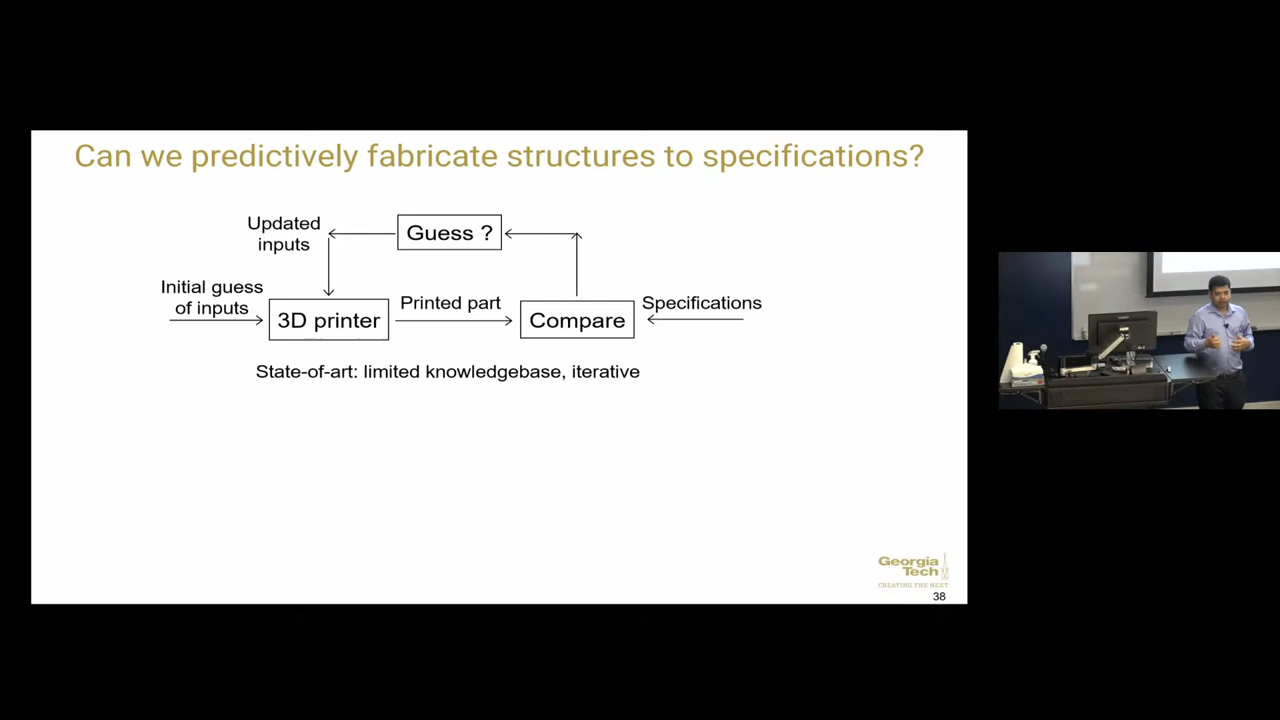 Can we predictively fabricate structures to specifications?
Updated
inputs
Guess ?
Initial guess
of inputs
3D printer
Printed part
Compare
Specifications
State-of-art: limited knowledgebase, iterative
Georgia
Tech
CREATING THE NEXT
38